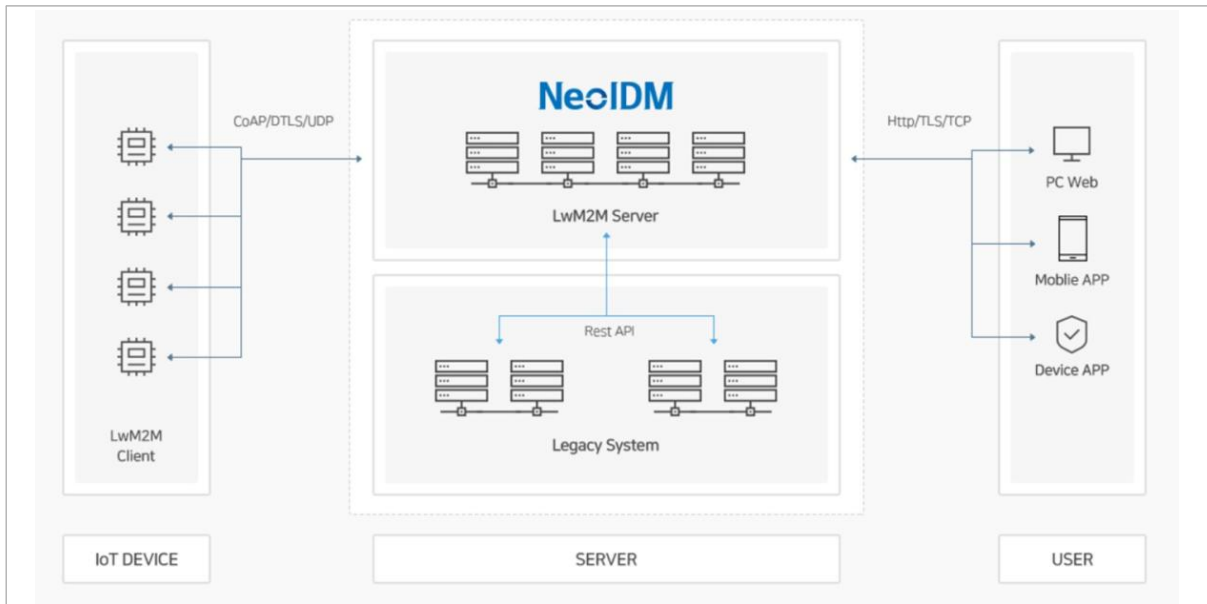 CoAP/DTLS/UDP
LwM2M
Client
IoT DEVICE
NeoIDM
LwM2M Server
Rest API
Legacy System
SERVER
Http/TLS/TCP
PC Web
Moblie APP
Device APP
USER